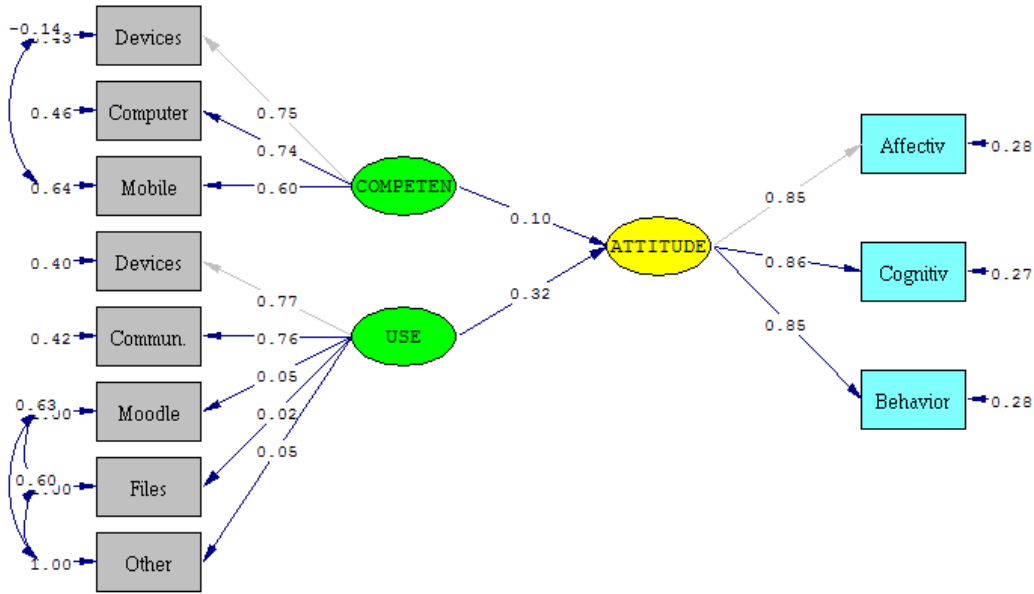 -0.14
Devices
0.75
0.46
Computer
0.74
0.64
Mobile
0.60
COMPETEN
0.10
0.40
Devices
0.77
0.42
Commun.
0.76
USE
0.32
0.63
Moodle
0.05
0.60
Files
0.02
1.00
Other
0.05
ATTITUDE
0.85
Affectiv
0.28
0.86
Cognitiv
0.27
0.85
Behavior
0.28